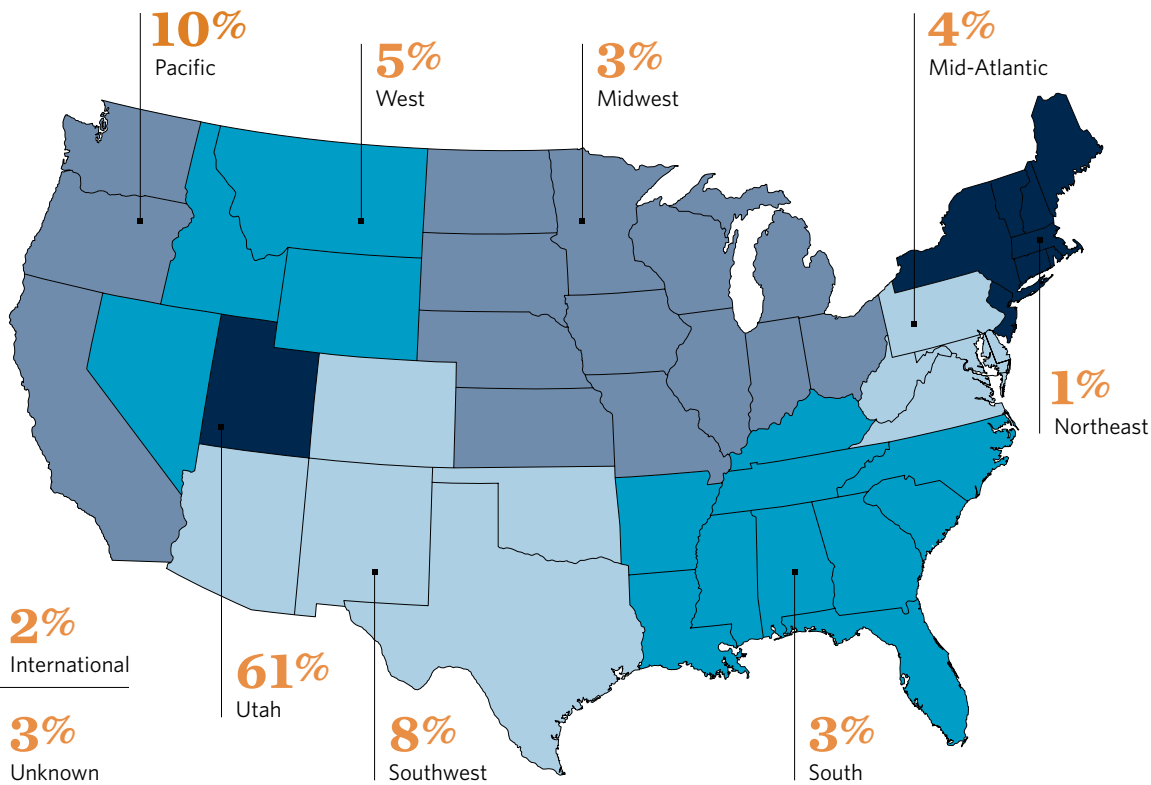 10%
Pacific
5%
West
3%
Midwest
4%
Mid-Atlantic
1%
Northeast
2%
International
61%
Utah
3%
Unknown
8%
Southwest
3%
South